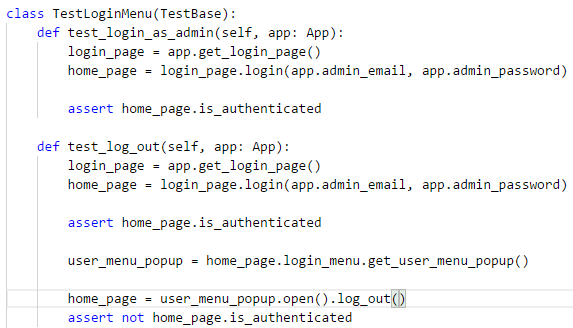 class TestLoginMenu(TestBase):
    def test_login_as_admin(self, app: App):
        login_page = app.get_login_page()
        home_page = login_page.login(app.admin_email, app.admin_password)

        assert home_page.is_authenticated

    def test_log_out(self, app: App):
        login_page = app.get_login_page()
        home_page = login_page.login(app.admin_email, app.admin_password)

        assert home_page.is_authenticated

        user_menu_popup = home_page.login_menu.get_user_menu_popup()

        home_page = user_menu_popup.open().log_out()
        assert not home_page.is_authenticated